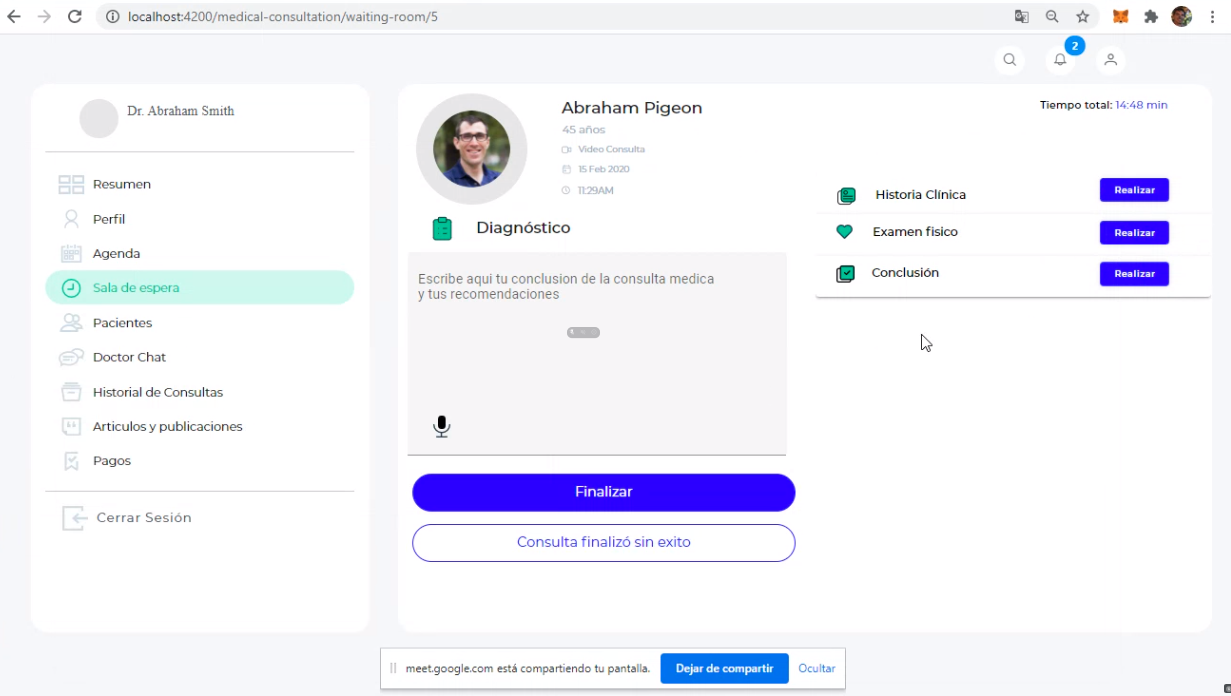 localhost:4200/medical-consultation/waiting-room/5
2
Dr. Abraham Smith
Resumen
Perfil
Agenda
Sala de espera
Pacientes
Doctor Chat
Historial de Consultas
Articulos y publicaciones
Pagos
Cerrar Sesión
Abraham Pigeon
45 años
Video Consulta
15 Feb 2020
11:29AM
Tiempo total: 14:48 min
Diagnóstico
Escribe aqui tu conclusion de la consulta medica
y tus recomendaciones
Finalizar
Consulta finalizó sin exito
Historia Clínica Realizar
Examen fisico Realizar
Conclusión Realizar
meet.google.com está compartiendo tu pantalla. Dejar de compartir Ocultar